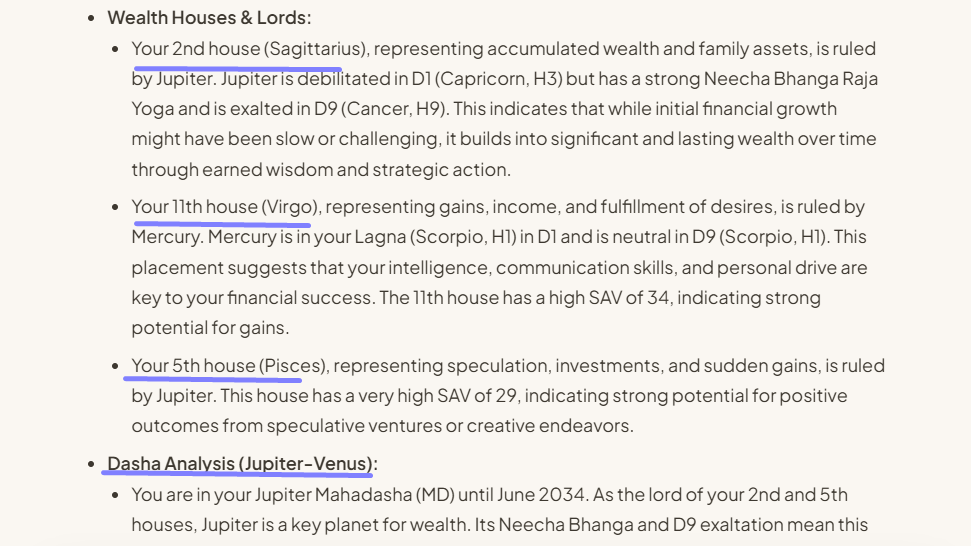 Wealth Houses & Lords:
Your 2nd house (Sagittarius), representing accumulated wealth and family assets, is ruled
by Jupiter. Jupiter is debilitated in D1 (Capricorn, H3) but has a strong Neecha Bhanga Raja
Yoga and is exalted in D9 (Cancer, H9). This indicates that while initial financial growth
might have been slow or challenging, it builds into significant and lasting wealth over time
through earned wisdom and strategic action.
Your 11th house (Virgo), representing gains, income, and fulfillment of desires, is ruled by
Mercury. Mercury is in your Lagna (Scorpio, H1) in D1 and is neutral in D9 (Scorpio, H1). This
placement suggests that your intelligence, communication skills, and personal drive are
key to your financial success. The 11th house has a high SAV of 34, indicating strong
potential for gains.
Your 5th house (Pisces), representing speculation, investments, and sudden gains, is ruled
by Jupiter. This house has a very high SAV of 29, indicating strong potential for positive
outcomes from speculative ventures or creative endeavors.
Dasha Analysis (Jupiter-Venus):
You are in your Jupiter Mahadasha (MD) until June 2034. As the lord of your 2nd and 5th
houses, Jupiter is a key planet for wealth. Its Neecha Bhanga and D9 exaltation mean this